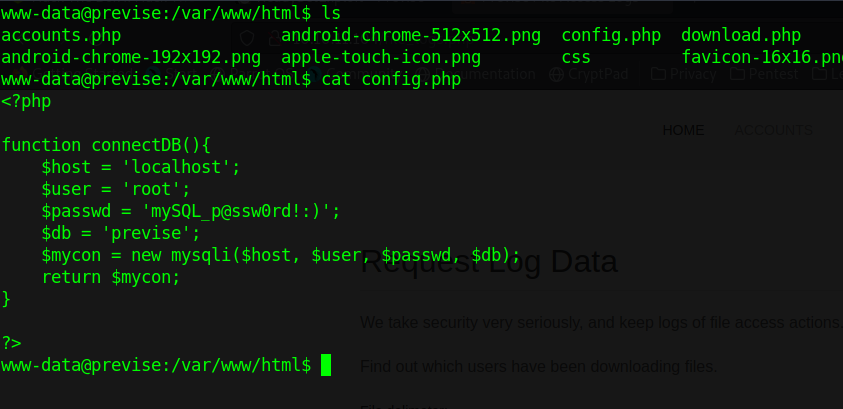 www-data@previse:/var/www/html$ ls
accounts.php android-chrome-512x512.png config.php download.php
android-chrome-192x192.png apple-touch-icon.png css favicon-16x16.png
www-data@previse:/var/www/html$ cat config.php
CryptPad Privacy Pentest
<?php
HOME ACCOUNTS
function connectDB(){
    $host = 'localhost';
    $user = 'root';
    $passwd = 'mySQL_p@ssw0rd!:)';
    $db = 'previse';
    $mycon = new mysqli($host, $user, $passwd, $db);
Request Log Data
    return $mycon;
}
We take security very seriously, and keep logs of file access actions.
?>
www-data@previse:/var/www/html$
Find out which users have been downloading files.